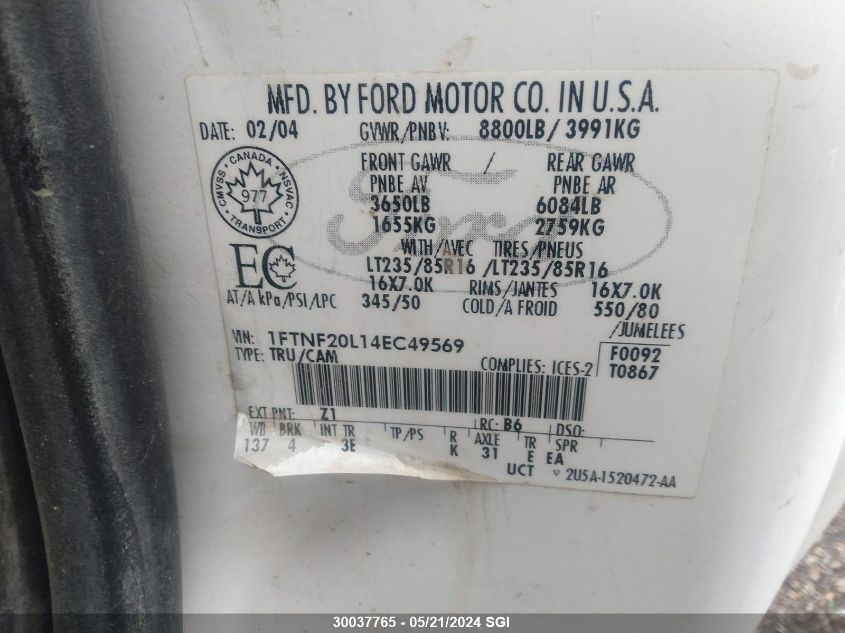 MFD. BY FORD MOTOR CO. IN U.S.A.
DATE: 02/04 GVWR/PNBV: 8800LB/ 3991KG
FRONT GAWR / REAR GAWR
PNBE AV PNBE AR
3650LB 6084LB
1655KG 2759KG
WITH/AVEC TIRES/PNEUS
LT235/85R16 /LT235/85R16
16X7.0K RIMS/JANTES 16X7.0K
AT/A kPa/PSI/LPC 345/50 COLD/A FROID 550/80
/JUMELEES
CMVSS · CANADA · NSVAC
977
TRANSPORT
EC
Ford
VIN: 1FTNF20L14EC49569
TYPE: TRU/CAM COMPLIES: ICES-2
F0092
T0867
EXT PNT: Z1 RC: B6 DSO:
WB BRK INT TR TP/PS R AXLE TR SPR
137 4 3E K 31 E EA
UCT 2U5A-1520472-AA
30037765 - 05/21/2024 SGI